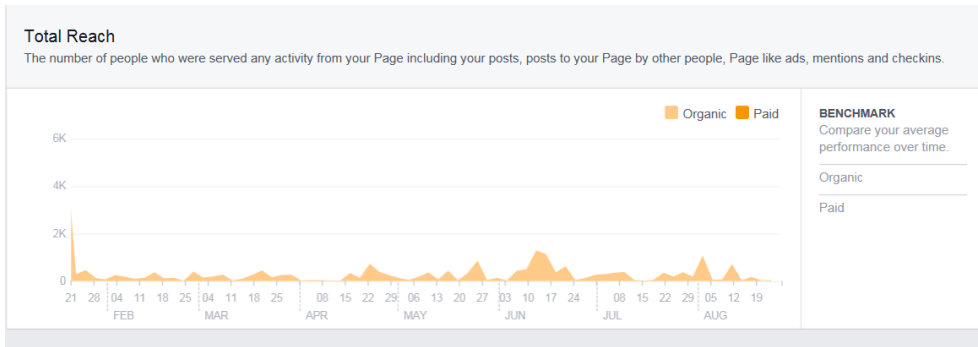 Total Reach
The number of people who were served any activity from your Page including your posts, posts to your Page by other people, Page like ads, mentions and checkins.
Organic Paid
6K
4K
2K
0
21 28 04 11 18 25 04 11 18 25 08 15 22 29 06 13 20 27 03 10 17 24 08 15 22 29 05 12 19
FEB MAR APR MAY JUN JUL AUG
BENCHMARK
Compare your average
performance over time.
Organic
Paid